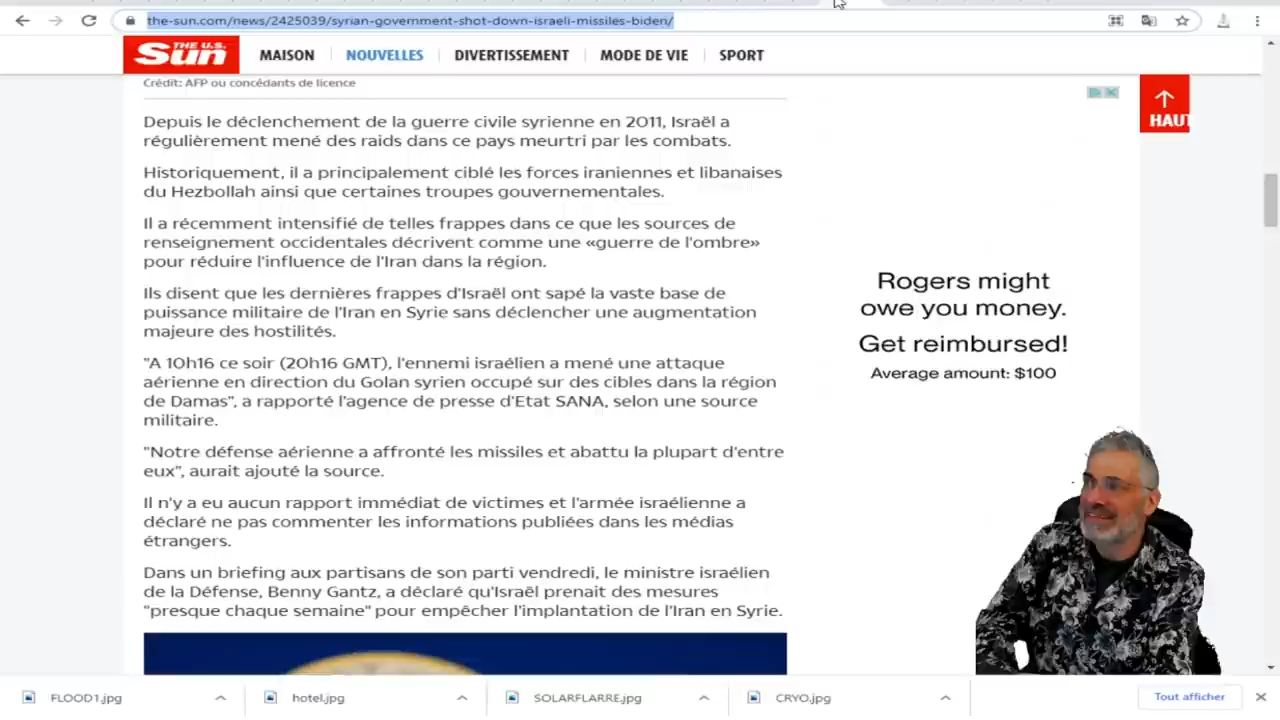 the-sun.com/news/2425039/syrian-government-shot-down-israeli-missiles-biden/
THE U.S. Sun
MAISON
NOUVELLES
DIVERTISSEMENT
MODE DE VIE
SPORT
Crédit: AFP ou concédants de licence
HAUT
Depuis le déclenchement de la guerre civile syrienne en 2011, Israël a
régulièrement mené des raids dans ce pays meurtri par les combats.
Historiquement, il a principalement ciblé les forces iraniennes et libanaises
du Hezbollah ainsi que certaines troupes gouvernementales.
Il a récemment intensifié de telles frappes dans ce que les sources de
renseignement occidentales décrivent comme une «guerre de l'ombre»
pour réduire l'influence de l'Iran dans la région.
Ils disent que les dernières frappes d'Israël ont sapé la vaste base de
puissance militaire de l'Iran en Syrie sans déclencher une augmentation
majeure des hostilités.
"A 10h16 ce soir (20h16 GMT), l'ennemi israélien a mené une attaque
aérienne en direction du Golan syrien occupé sur des cibles dans la région
de Damas", a rapporté l'agence de presse d'Etat SANA, selon une source
militaire.
"Notre défense aérienne a affronté les missiles et abattu la plupart d'entre
eux", aurait ajouté la source.
Il n'y a eu aucun rapport immédiat de victimes et l'armée israélienne a
déclaré ne pas commenter les informations publiées dans les médias
étrangers.
Dans un briefing aux partisans de son parti vendredi, le ministre israélien
de la Défense, Benny Gantz, a déclaré qu'Israël prenait des mesures
"presque chaque semaine" pour empêcher l'implantation de l'Iran en Syrie.
Rogers might
owe you money.
Get reimbursed!
Average amount: $100
FLOOD1.jpg
hotel.jpg
SOLARFLARRE.jpg
CRYO.jpg
Tout afficher